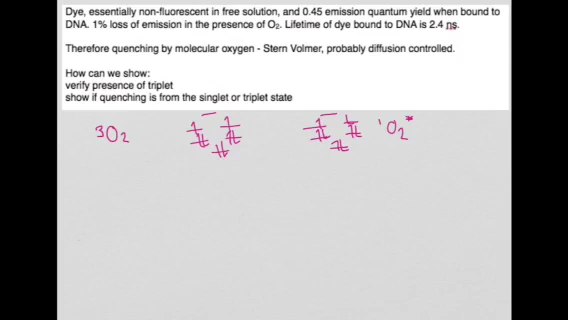 Dye, essentially non-fluorescent in free solution, and 0.45 emission quantum yield when bound to
DNA. 1% loss of emission in the presence of O₂. Lifetime of dye bound to DNA is 2.4 ns.
Therefore quenching by molecular oxygen - Stern Volmer, probably diffusion controlled.
How can we show:
verify presence of triplet
show if quenching is from the singlet or triplet state
³O₂ ¹O₂*